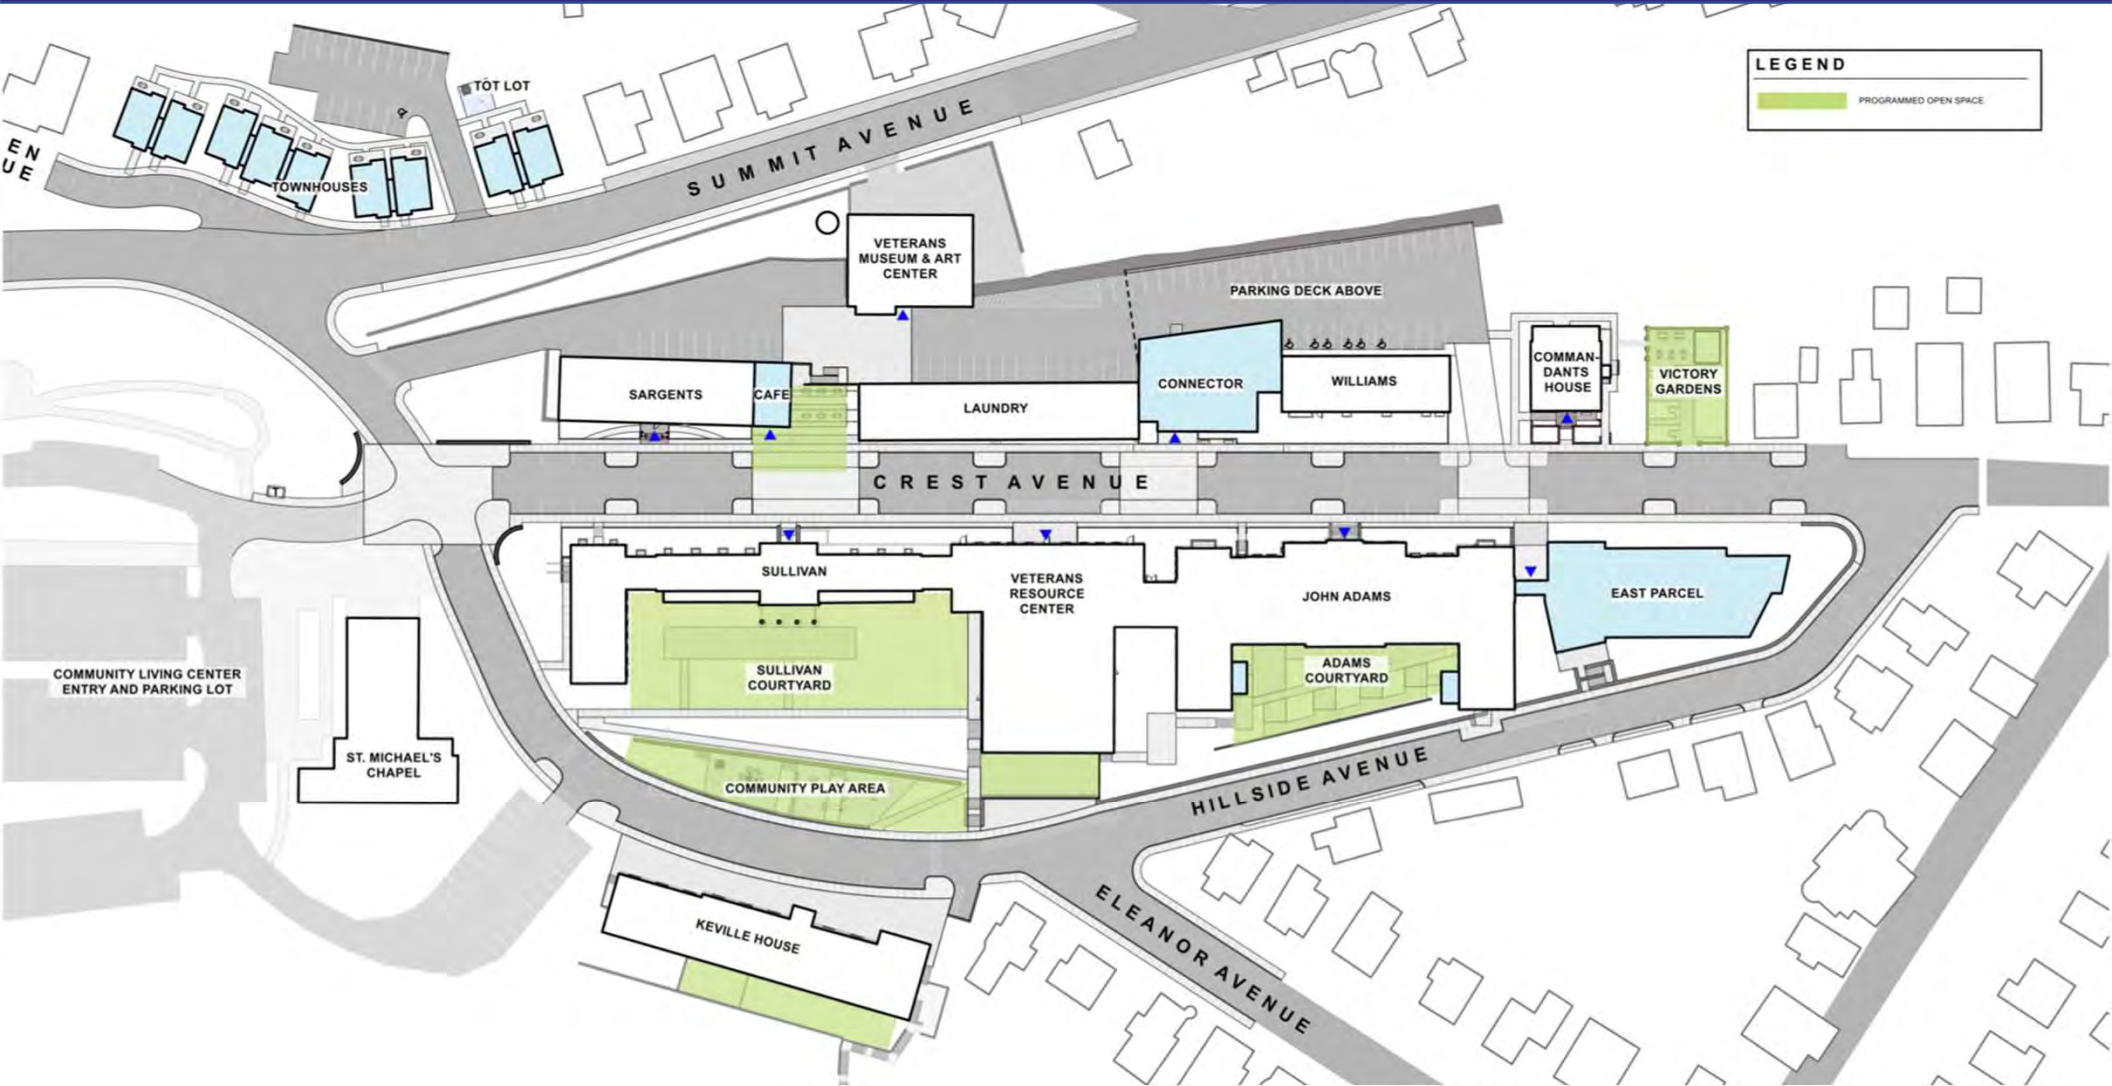 LEGEND
PROGRAMMED OPEN SPACE
TOT LOT
EN
UE
TOWNHOUSES
SUMMIT AVENUE
VETERANS
MUSEUM & ART
CENTER
PARKING DECK ABOVE
SARGENTS
CAFE
LAUNDRY
CONNECTOR
WILLIAMS
COMMAN-
DANTS
HOUSE
VICTORY
GARDENS
CREST AVENUE
SULLIVAN
VETERANS
RESOURCE
CENTER
JOHN ADAMS
EAST PARCEL
SULLIVAN
COURTYARD
ADAMS
COURTYARD
COMMUNITY LIVING CENTER
ENTRY AND PARKING LOT
ST. MICHAEL'S
CHAPEL
COMMUNITY PLAY AREA
HILLSIDE AVENUE
KEVILLE HOUSE
ELEANOR AVENUE